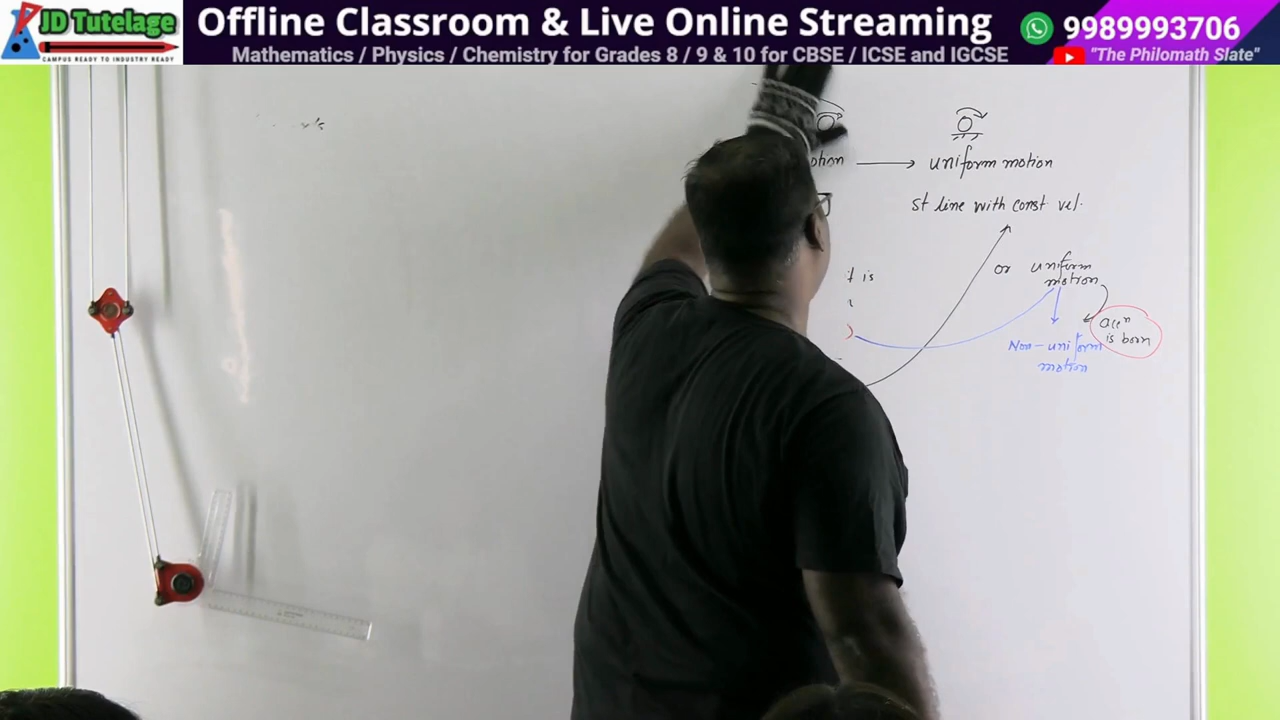 JD Tutelage
CAMPUS READY TO INDUSTRY READY
Offline Classroom & Live Online Streaming
Mathematics / Physics / Chemistry for Grades 8 / 9 & 10 for CBSE / ICSE and IGCSE
9989993706
"The Philomath Slate"
otion → uniform motion
st line with const vel.
if is
or uniform
motion
accn
is born
Non-uniform
motion